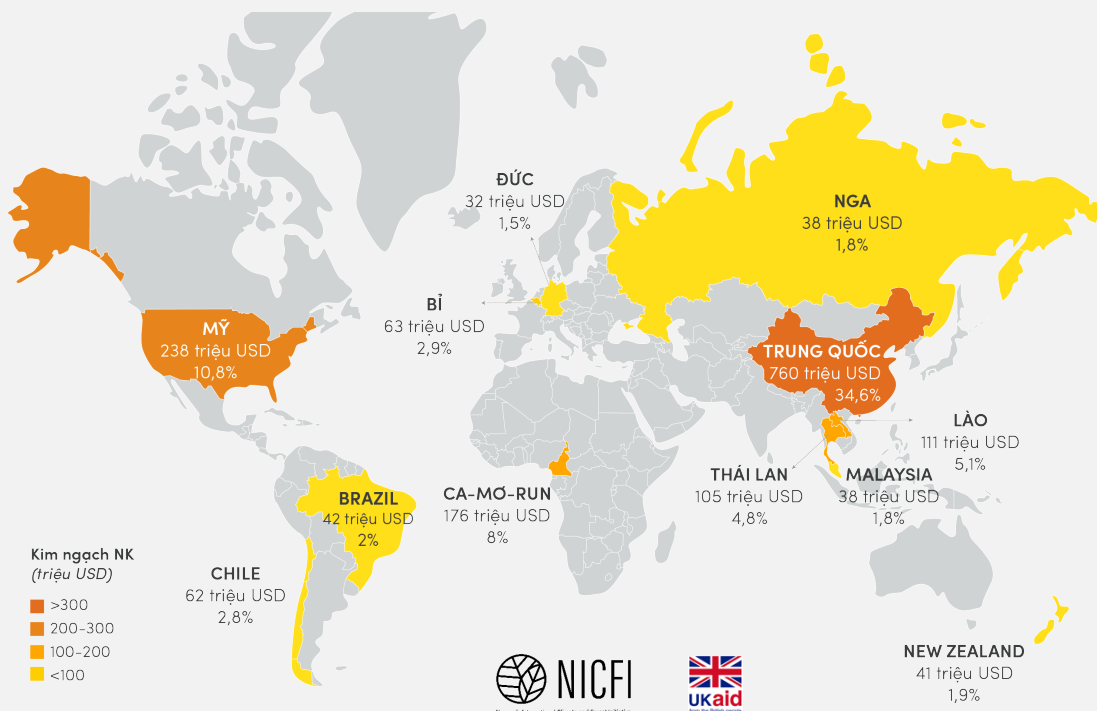 ĐỨC
32 triệu USD
1,5%
NGA
38 triệu USD
1,8%
BỈ
63 triệu USD
2,9%
MỸ
238 triệu USD
10,8%
TRUNG QUỐC
760 triệu USD
34,6%
LÀO
111 triệu USD
5,1%
THÁI LAN
105 triệu USD
4,8%
MALAYSIA
38 triệu USD
1,8%
BRAZIL
42 triệu USD
2%
CA-MƠ-RUN
176 triệu USD
8%
CHILE
62 triệu USD
2,8%
NEW ZEALAND
41 triệu USD
1,9%
Kim ngạch NK
(triệu USD)
>300
200-300
100-200
<100
NICFI
UKaid